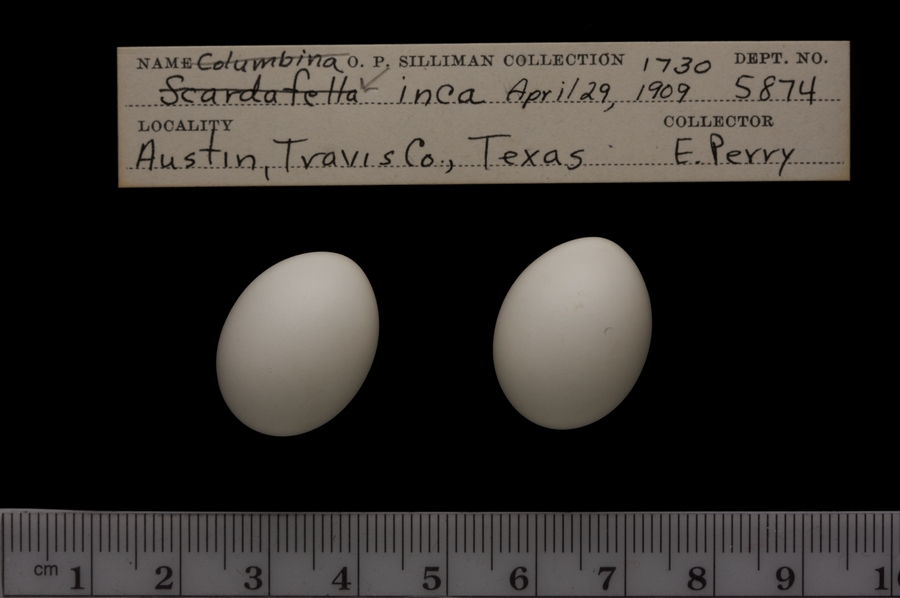 NAME Columbina O. P. SILLIMAN COLLECTION 1730 DEPT. NO.
Scardafella inca April 29, 1909 5874
LOCALITY COLLECTOR
Austin, Travis Co., Texas E. Perry
cm 1 2 3 4 5 6 7 8 9 1